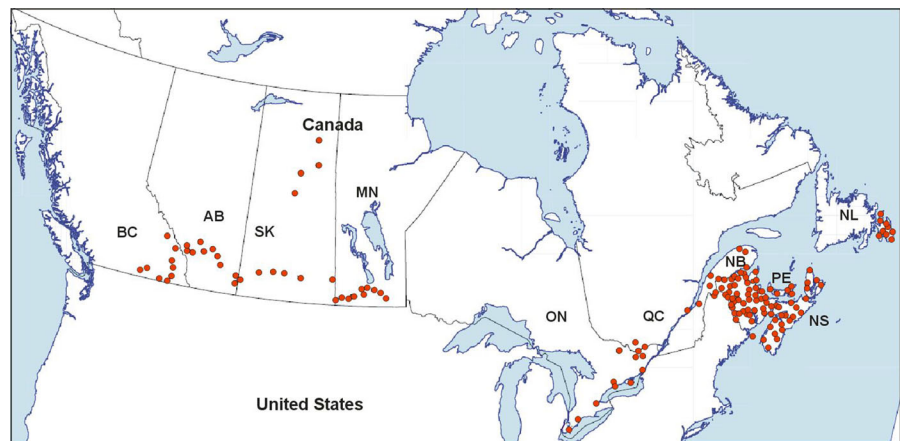 Canada
MN
AB
BC
SK
NL
NB
PE
QC
ON
NS
United States